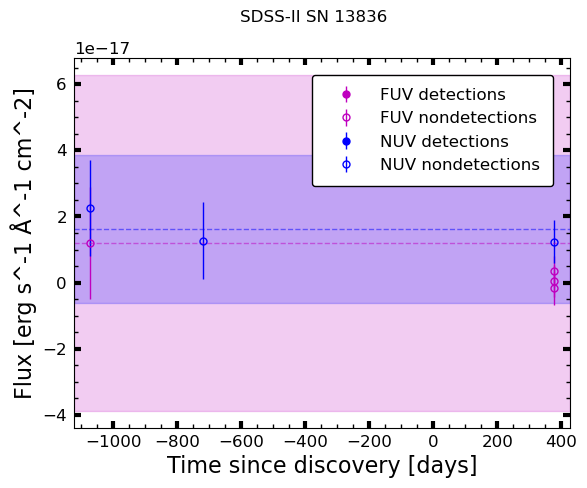 SDSS-II SN 13836
1e−17
6
4
2
0
−2
−4
Flux [erg s^-1 Å^-1 cm^-2]
FUV detections
FUV nondetections
NUV detections
NUV nondetections
−1000 −800 −600 −400 −200 0 200 400
Time since discovery [days]